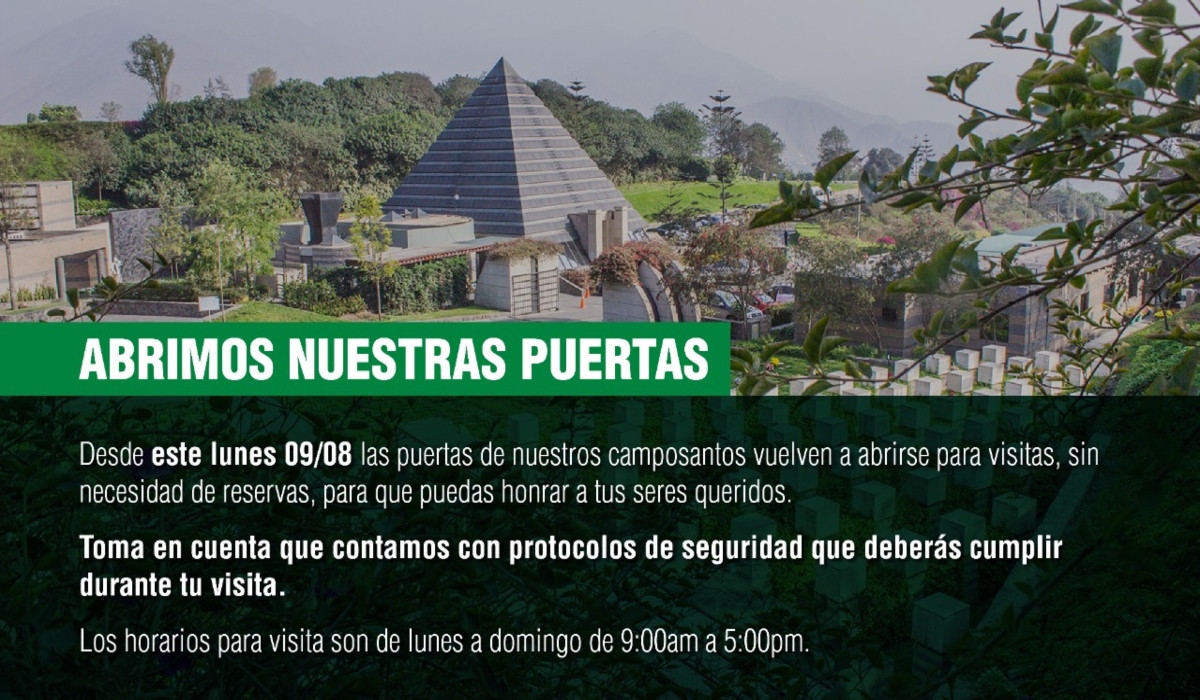 ABRIMOS NUESTRAS PUERTAS
Desde este lunes 09/08 las puertas de nuestros camposantos vuelven a abrirse para visitas, sin
necesidad de reservas, para que puedas honrar a tus seres queridos.
Toma en cuenta que contamos con protocolos de seguridad que deberás cumplir
durante tu visita.
Los horarios para visita son de lunes a domingo de 9:00am a 5:00pm.